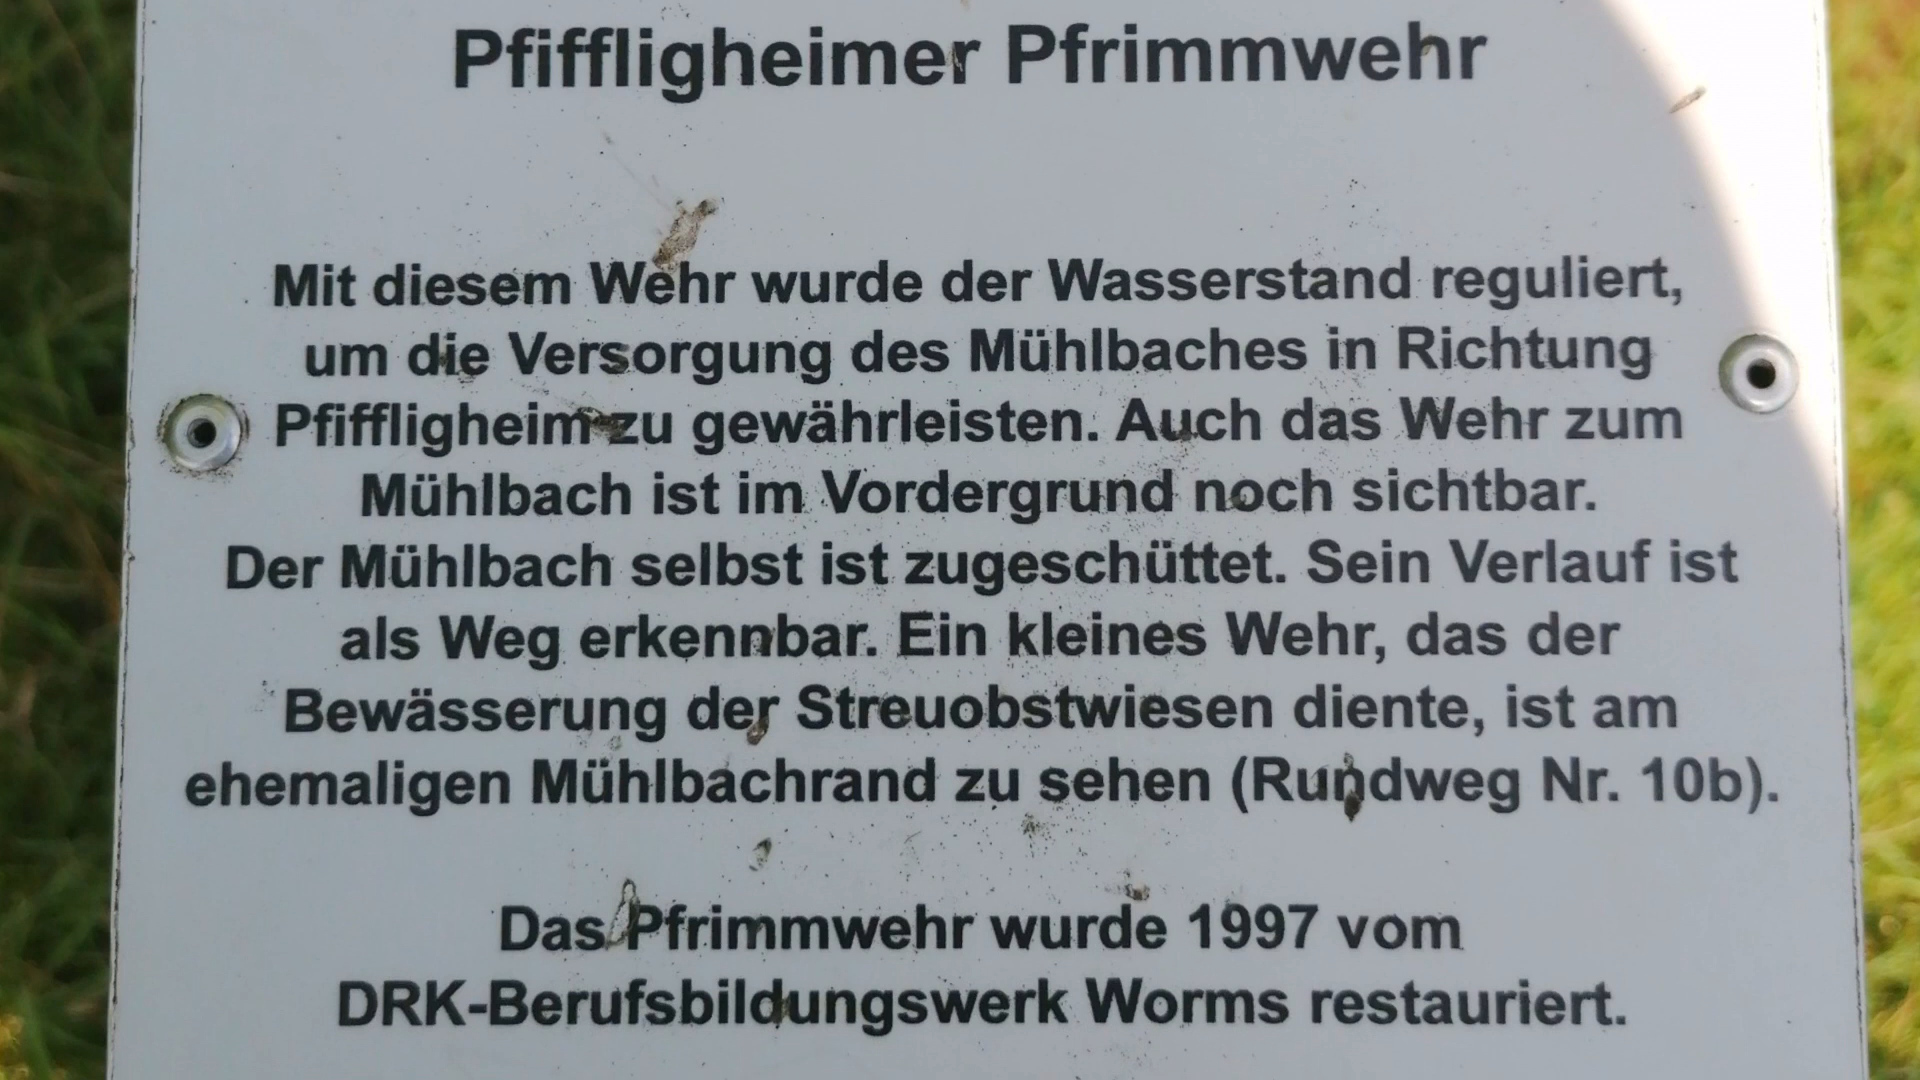 Pfiffligheimer Pfrimmwehr
Mit diesem Wehr wurde der Wasserstand reguliert,
um die Versorgung des Mühlbaches in Richtung
Pfiffligheim zu gewährleisten. Auch das Wehr zum
Mühlbach ist im Vordergrund noch sichtbar.
Der Mühlbach selbst ist zugeschüttet. Sein Verlauf ist
als Weg erkennbar. Ein kleines Wehr, das der
Bewässerung der Streuobstwiesen diente, ist am
ehemaligen Mühlbachrand zu sehen (Rundweg Nr. 10b).
Das Pfrimmwehr wurde 1997 vom
DRK-Berufsbildungswerk Worms restauriert.